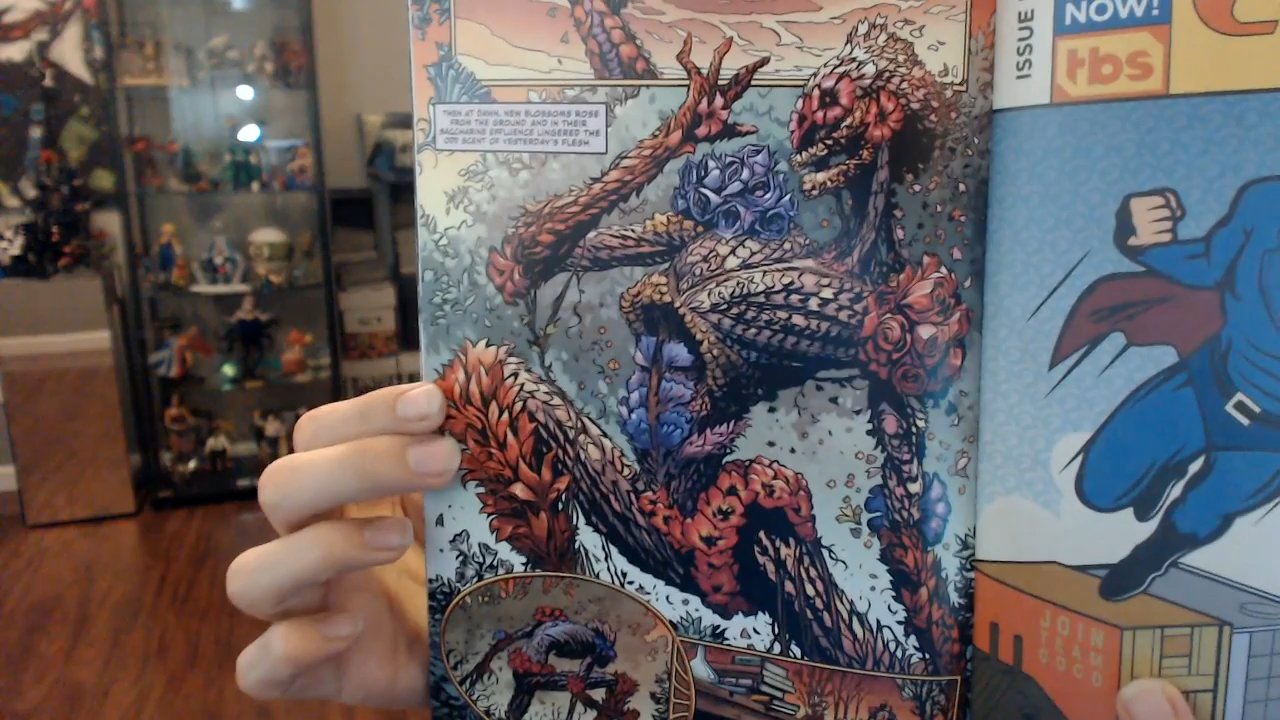 THEN AT DAWN, NEW BLOSSOMS ROSE
FROM THE GROUND AND IN THEIR
SACCHARINE EFFLUENCE LINGERED THE
ODD SCENT OF YESTERDAY'S FLESH.
ISSUE
NOW!
tbs
JOIN